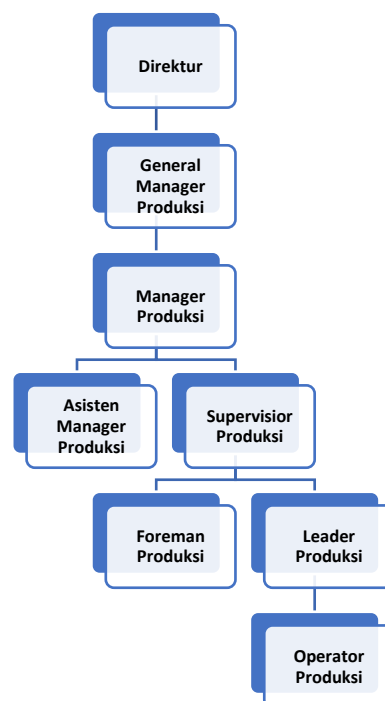 Direktur
General
Manager
Produksi
Manager
Produksi
Asisten
Manager
Produksi
Supervisior
Produksi
Foreman
Produksi
Leader
Produksi
Operator
Produksi